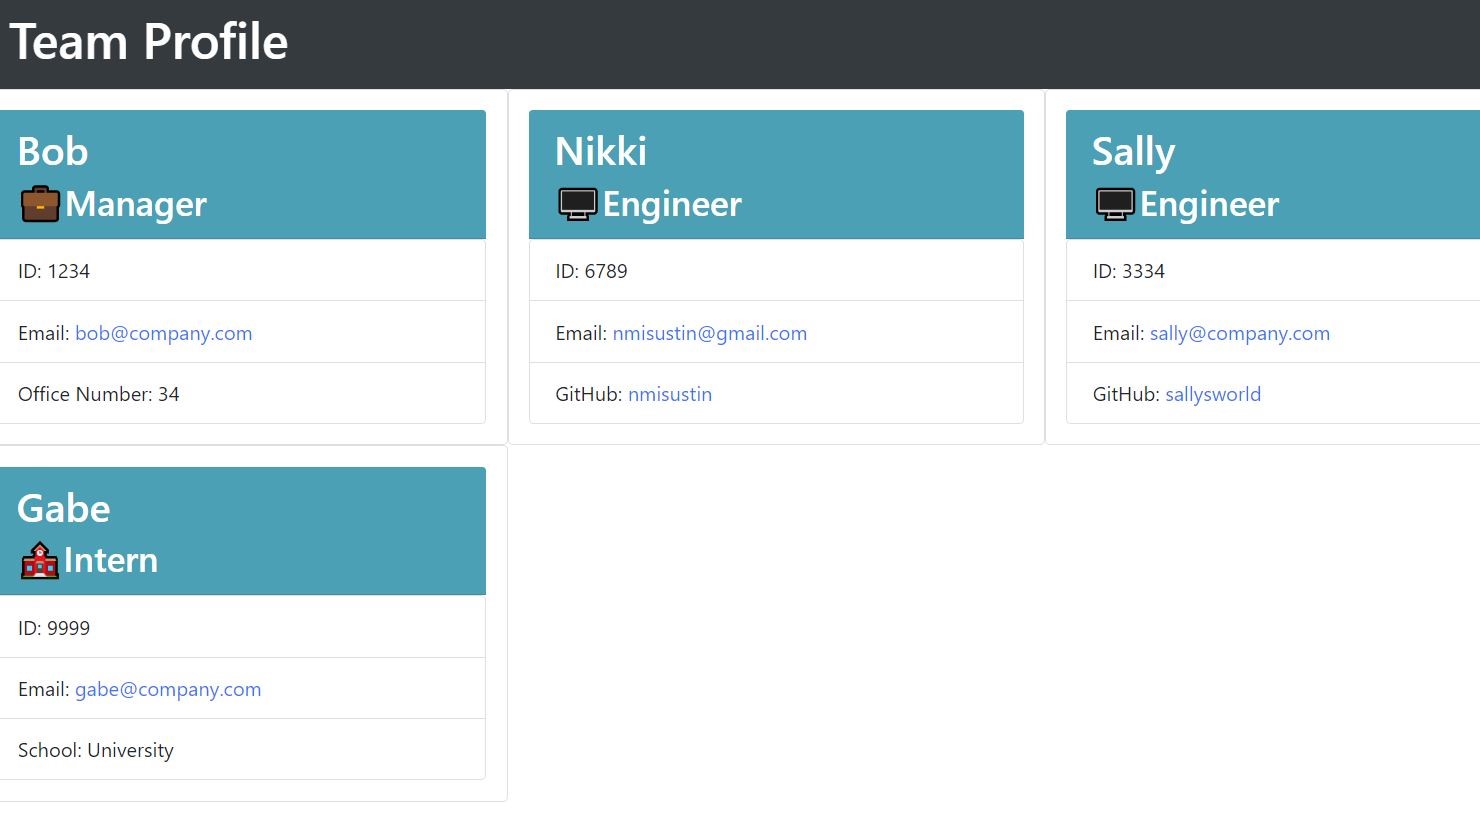 Team Profile
Bob
Manager
ID: 1234
Email: bob@company.com
Office Number: 34
Nikki
Engineer
ID: 6789
Email: nmisustin@gmail.com
GitHub: nmisustin
Sally
Engineer
ID: 3334
Email: sally@company.com
GitHub: sallysworld
Gabe
Intern
ID: 9999
Email: gabe@company.com
School: University